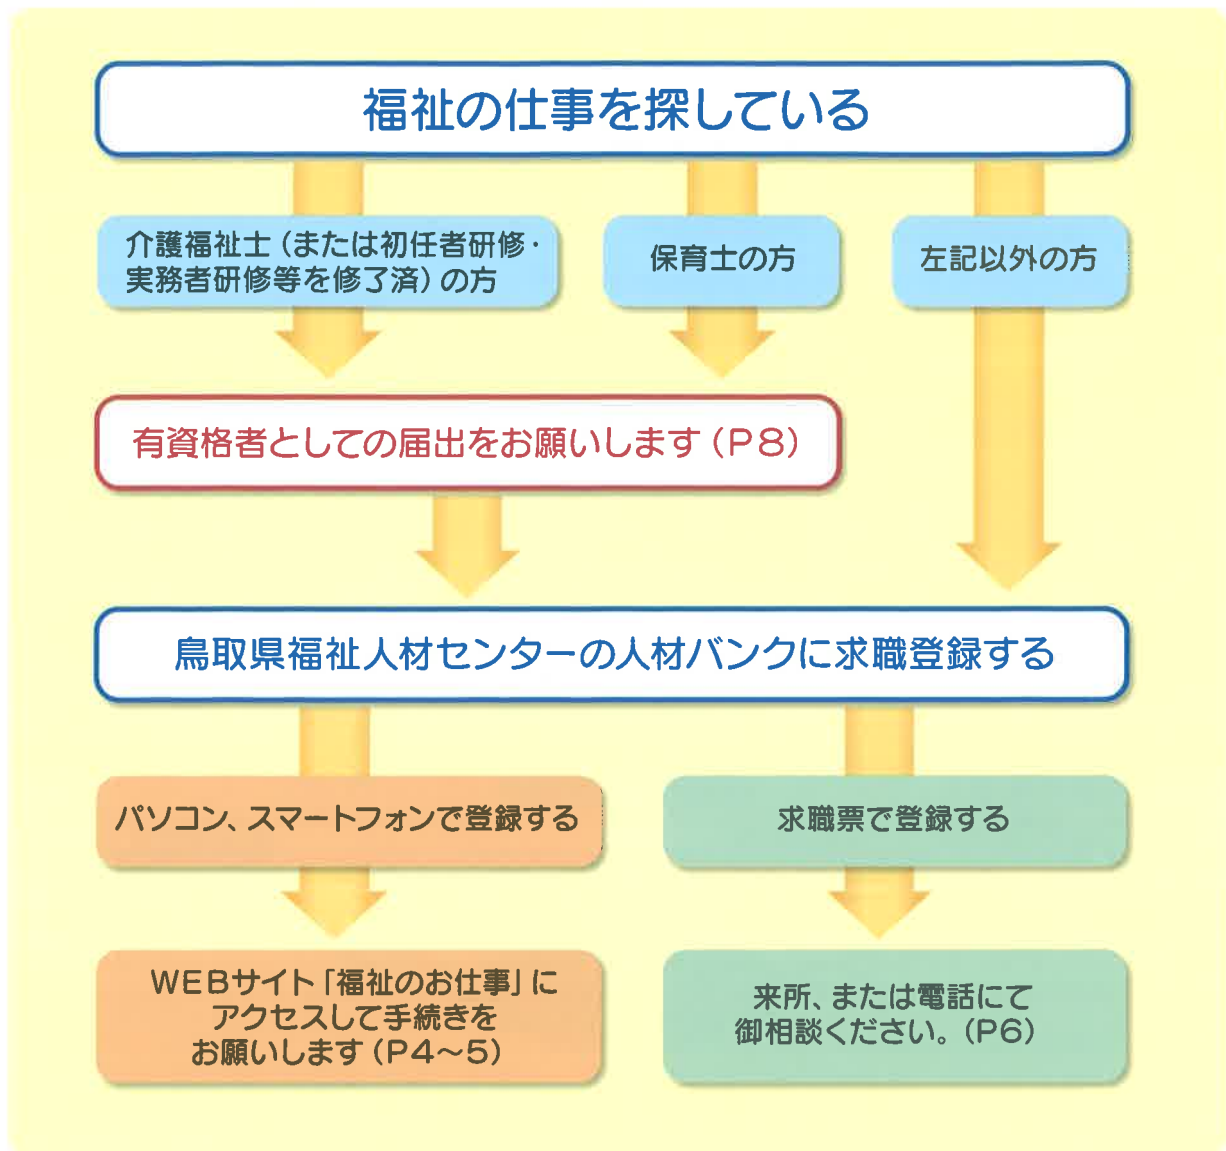 福祉の仕事を探している
介護福祉士(または初任者研修・
実務者研修等を修了済)の方
保育士の方
左記以外の方
有資格者としての届出をお願いします(P8)
鳥取県福祉人材センターの人材バンクに求職登録する
パソコン、スマートフォンで登録する
求職票で登録する
WEBサイト「福祉のお仕事」に
アクセスして手続きを
お願いします(P4〜5)
来所、または電話にて
御相談ください。(P6)